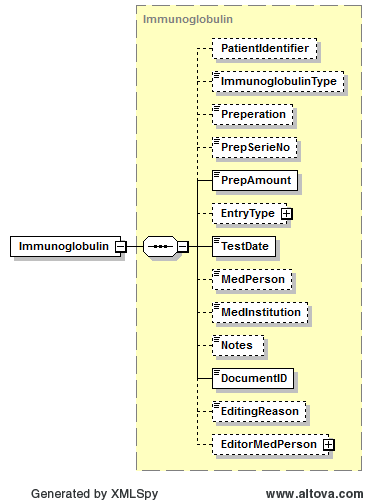 Immunoglobulin
PatientIdentifier
ImmunoglobulinType
Preperation
PrepSerieNo
PrepAmount
EntryType
Immunoglobulin
TestDate
MedPerson
MedInstitution
Notes
DocumentID
EditingReason
EditorMedPerson
Generated by XMLSpy www.altova.com